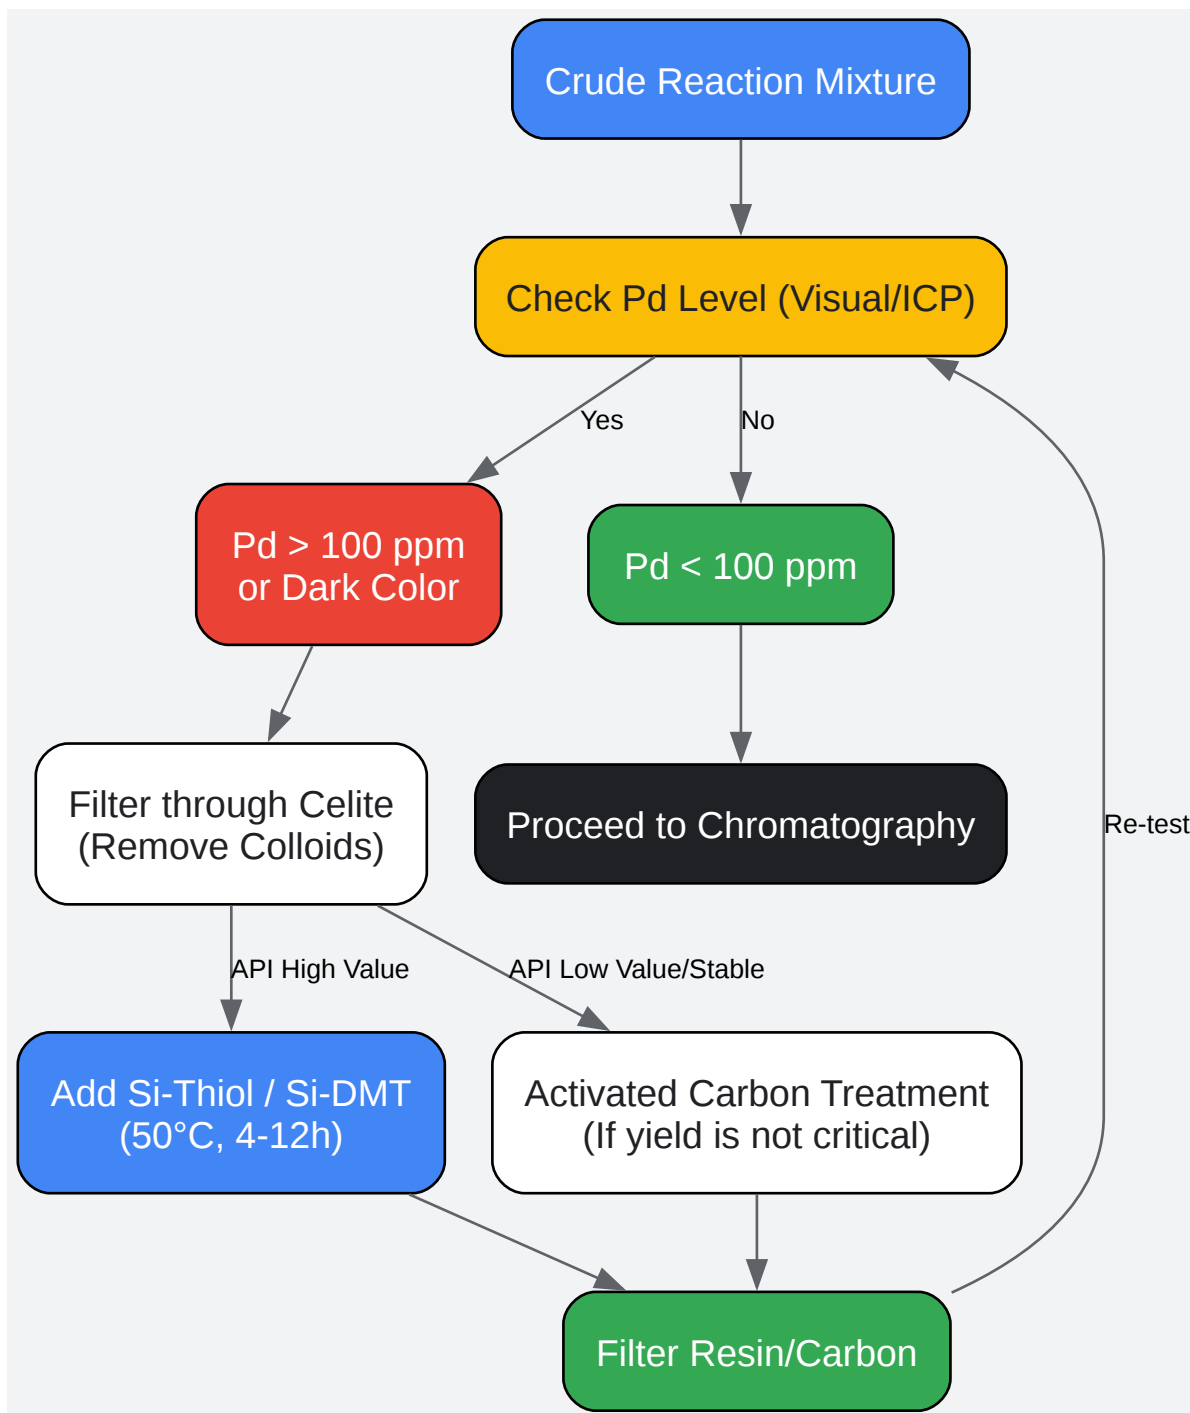 Crude Reaction Mixture
Check Pd Level (Visual/ICP)
Yes
No
Pd > 100 ppm
or Dark Color
Pd < 100 ppm
Filter through Celite
(Remove Colloids)
Proceed to Chromatography
Re-test
API High Value
API Low Value/Stable
Add Si-Thiol / Si-DMT
(50°C, 4-12h)
Activated Carbon Treatment
(If yield is not critical)
Filter Resin/Carbon